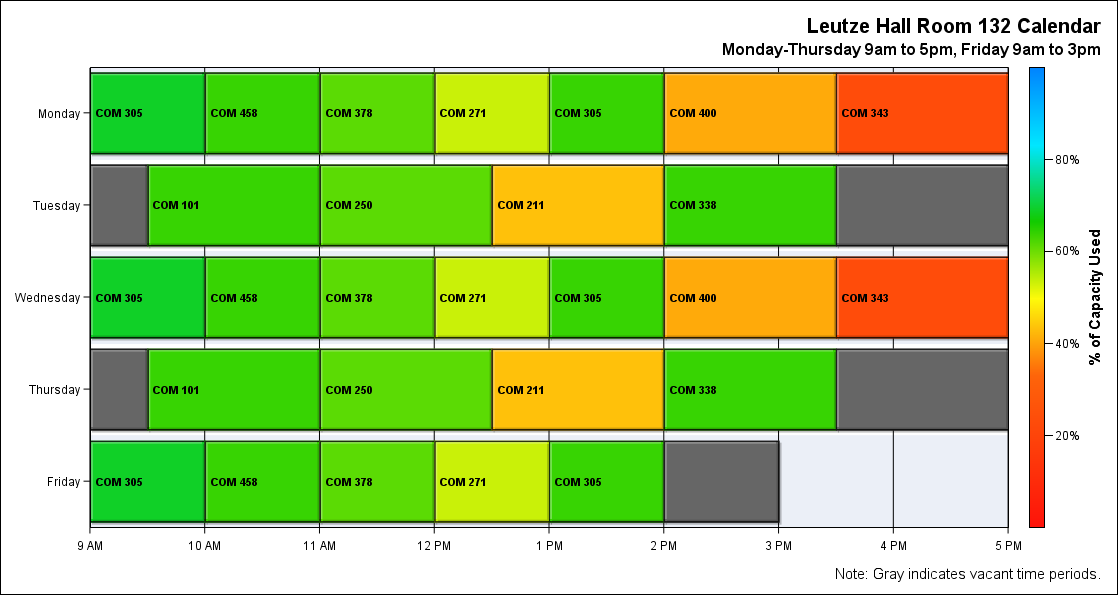 Leutze Hall Room 132 Calendar
Monday-Thursday 9am to 5pm, Friday 9am to 3pm
Monday COM 305 COM 458 COM 378 COM 271 COM 305 COM 400 COM 343
Tuesday COM 101 COM 250 COM 211 COM 338
Wednesday COM 305 COM 458 COM 378 COM 271 COM 305 COM 400 COM 343
Thursday COM 101 COM 250 COM 211 COM 338
Friday COM 305 COM 458 COM 378 COM 271 COM 305
9 AM 10 AM 11 AM 12 PM 1 PM 2 PM 3 PM 4 PM 5 PM
80%
60%
40%
20%
% of Capacity Used
Note: Gray indicates vacant time periods.